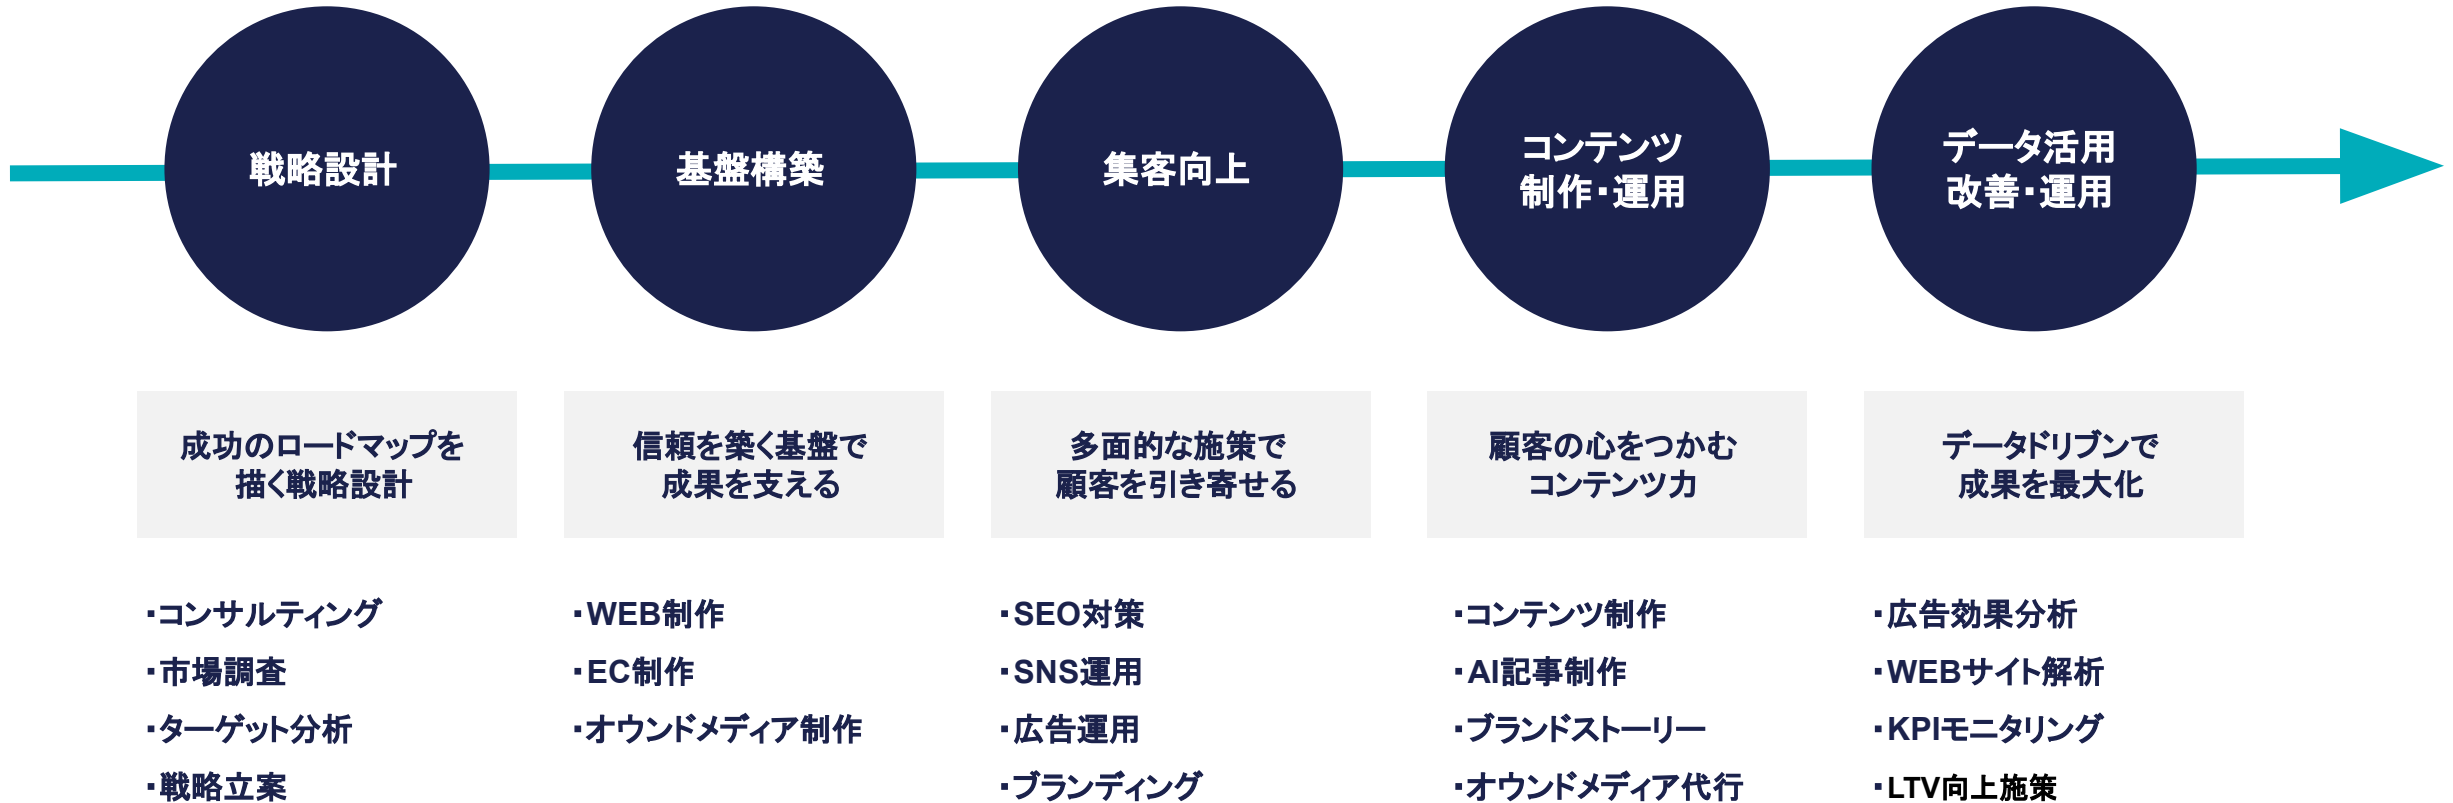 戦略設計
基盤構築
集客向上
コンテンツ
制作・運用
データ活用
改善・運用
成功のロードマップを
描く戦略設計
信頼を築く基盤で
成果を支える
多面的な施策で
顧客を引き寄せる
顧客の心をつかむ
コンテンツ力
データドリブンで
成果を最大化
・コンサルティング
・市場調査
・ターゲット分析
・戦略立案
・WEB制作
・EC制作
・オウンドメディア制作
・SEO対策
・SNS運用
・広告運用
・ブランディング
・コンテンツ制作
・AI記事制作
・ブランドストーリー
・オウンドメディア代行
・広告効果分析
・WEBサイト解析
・KPIモニタリング
・LTV向上施策